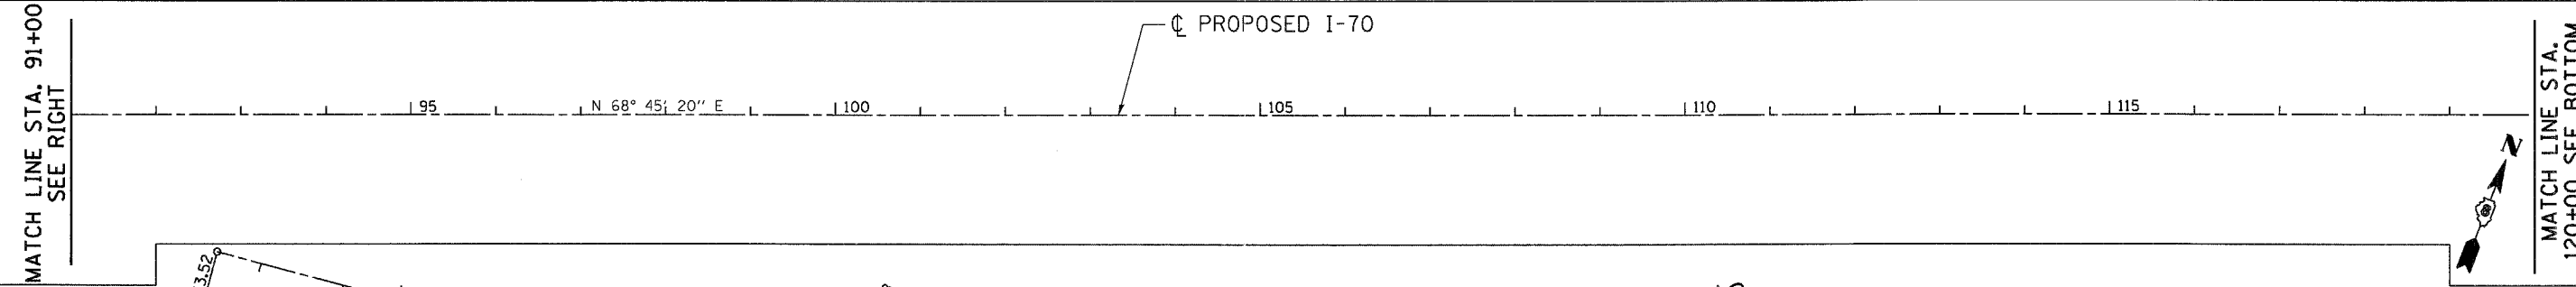 MATCH LINE STA. 91+00
SEE RIGHT
℄ PROPOSED I-70
95
N 68° 45' 20" E
100
105
110
115
N
MATCH LINE STA.
120+00 SEE BOTTOM
3.52